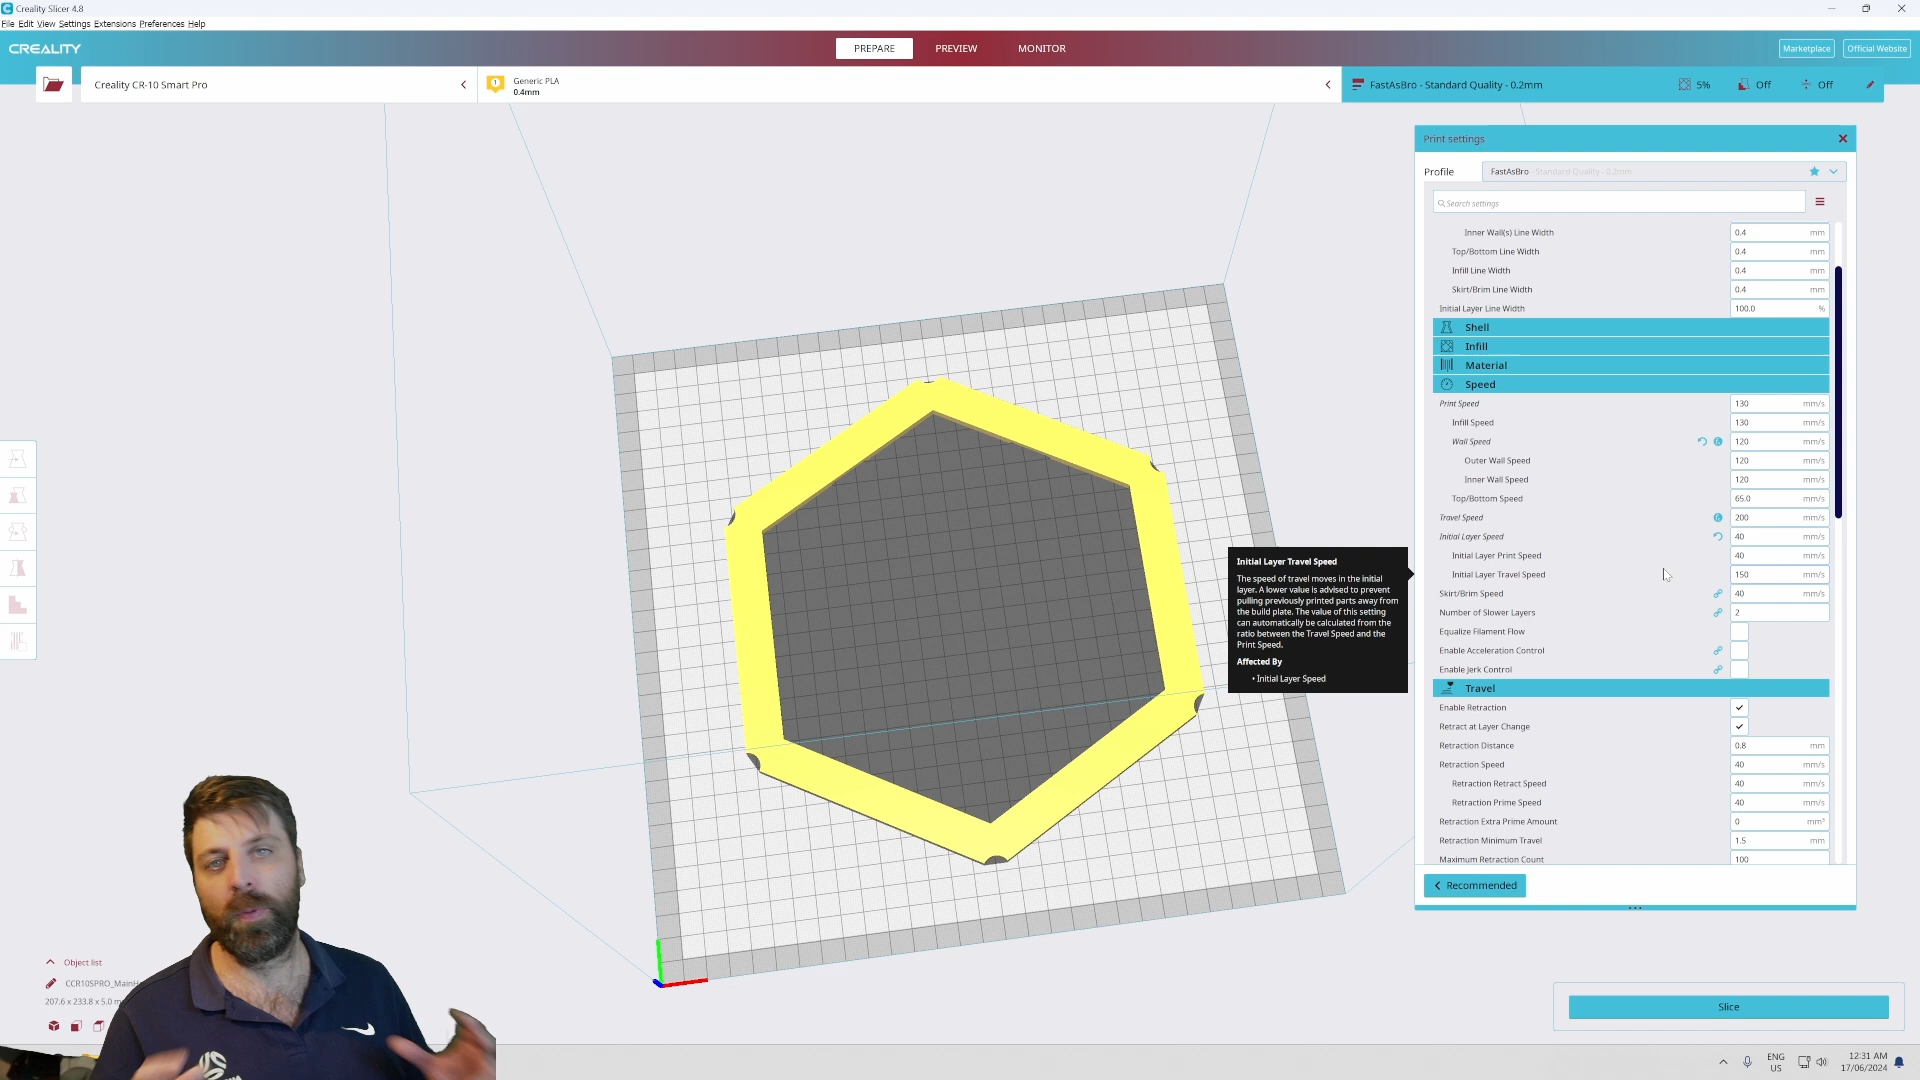 Creality Slicer 4.8
File Edit View Settings Extensions Preferences Help
CREALITY
PREPARE
PREVIEW
MONITOR
Marketplace
Official Website
Creality CR-10 Smart Pro
1
Generic PLA
0.4mm
FastAsBro - Standard Quality - 0.2mm
5%
Off
Off
Print settings
Profile
FastAsBro - Standard Quality - 0.2mm
Search settings
Inner Wall(s) Line Width 0.4 mm
Top/Bottom Line Width 0.4 mm
Infill Line Width 0.4 mm
Skirt/Brim Line Width 0.4 mm
Initial Layer Line Width 100.0 %
Shell
Infill
Material
Speed
Print Speed 130 mm/s
Infill Speed 130 mm/s
Wall Speed 120 mm/s
Outer Wall Speed 120 mm/s
Inner Wall Speed 120 mm/s
Top/Bottom Speed 65.0 mm/s
Travel Speed 200 mm/s
Initial Layer Speed 40 mm/s
Initial Layer Print Speed 40 mm/s
Initial Layer Travel Speed 150 mm/s
Skirt/Brim Speed 40 mm/s
Number of Slower Layers 2
Equalize Filament Flow
Enable Acceleration Control
Enable Jerk Control
Travel
Enable Retraction
Retract at Layer Change
Retraction Distance 0.8 mm
Retraction Speed 40 mm/s
Retraction Retract Speed 40 mm/s
Retraction Prime Speed 40 mm/s
Retraction Extra Prime Amount 0 mm³
Retraction Minimum Travel 1.5 mm
Maximum Retraction Count 100
Recommended
Initial Layer Travel Speed
The speed of travel moves in the initial
layer. A lower value is advised to prevent
pulling previously printed parts away from
the build plate. The value of this setting
can automatically be calculated from the
ratio between the Travel Speed and the
Print Speed.
Affected By
• Initial Layer Speed
Object list
CCR10SPRO_MainH
207.6 x 233.8 x 5.0 m
Slice
ENG
US
12:31 AM
17/06/2024